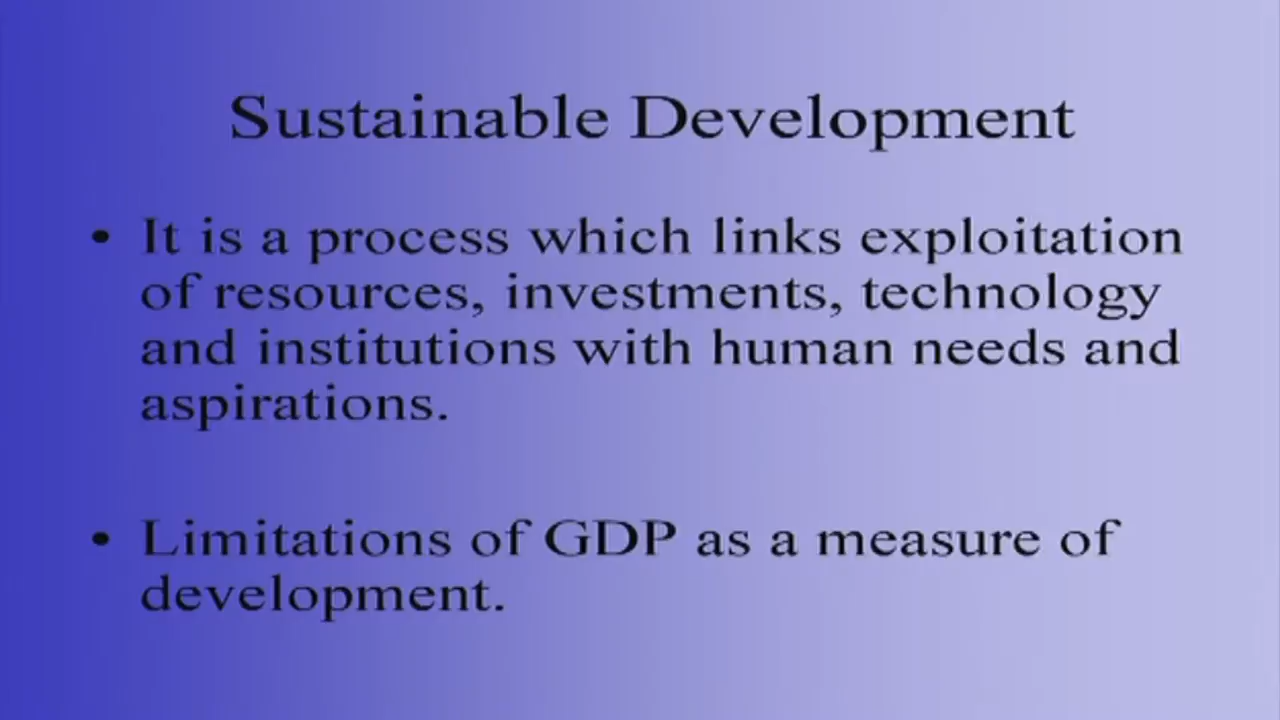 Sustainable Development
• It is a process which links exploitation
of resources, investments, technology
and institutions with human needs and
aspirations.
• Limitations of GDP as a measure of
development.